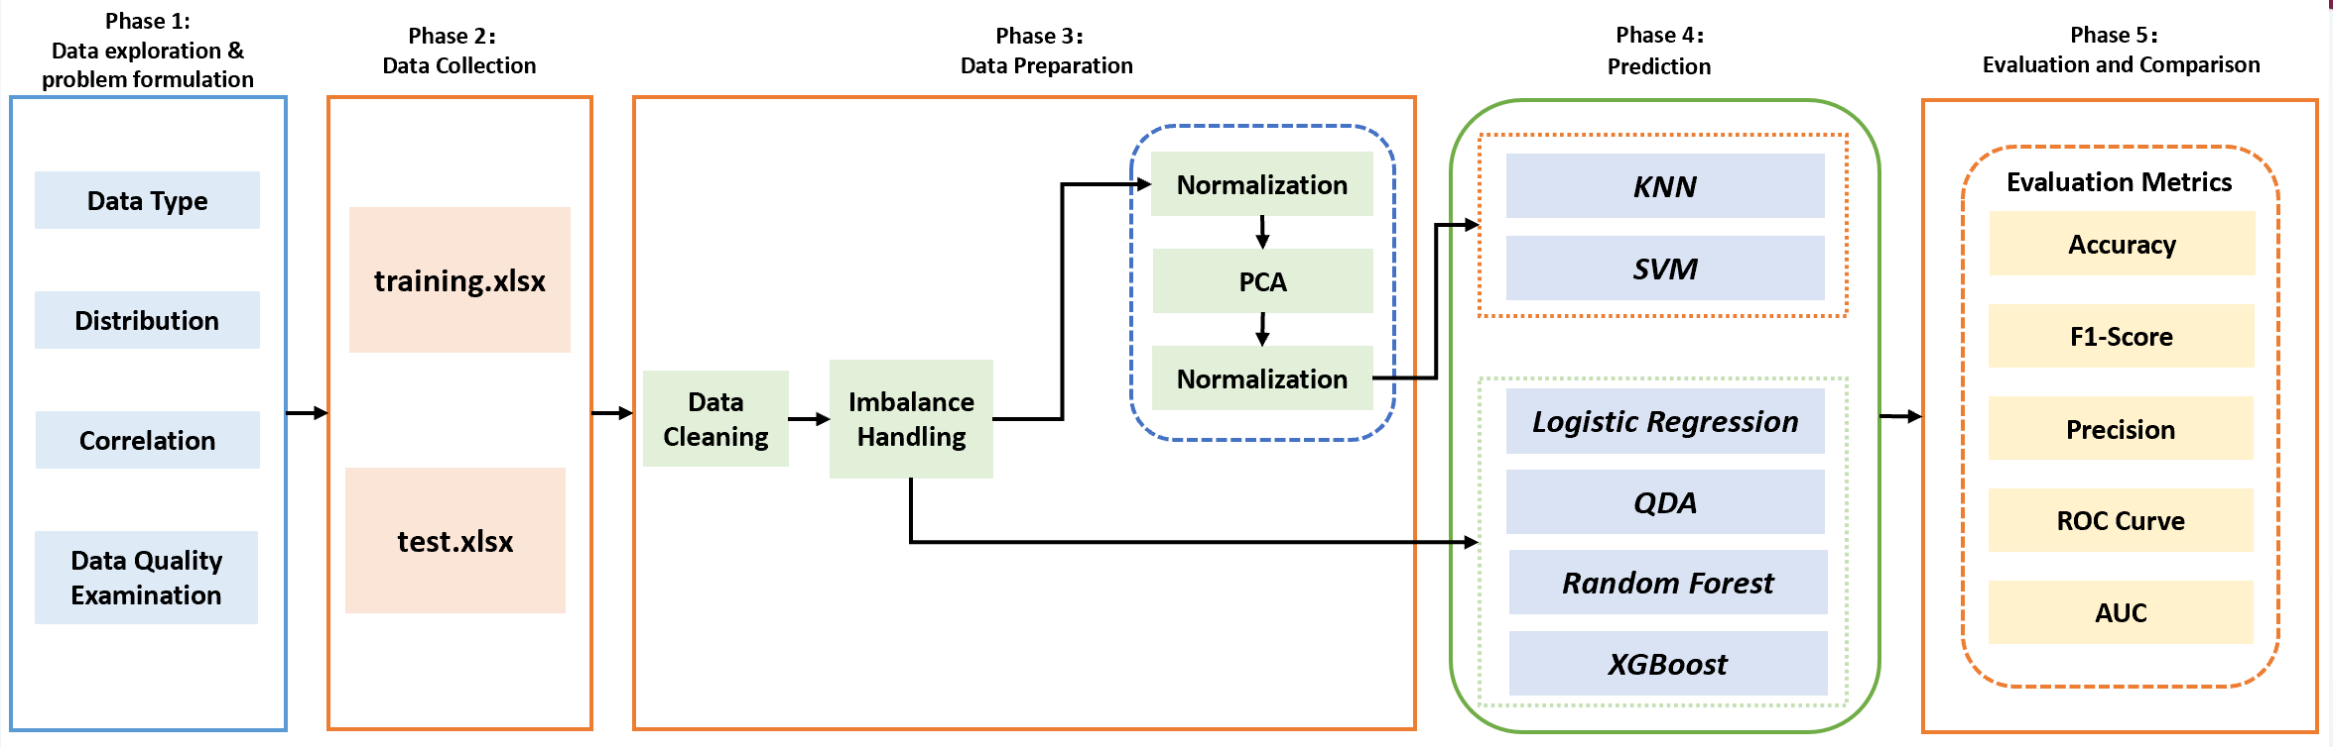 Phase 1:
Data exploration &
problem formulation
Data Type
Distribution
Correlation
Data Quality
Examination
Phase 2:
Data Collection
training.xlsx
test.xlsx
Phase 3:
Data Preparation
Data
Cleaning
Imbalance
Handling
Normalization
PCA
Normalization
Phase 4:
Prediction
KNN
SVM
Logistic Regression
QDA
Random Forest
XGBoost
Phase 5:
Evaluation and Comparison
Evaluation Metrics
Accuracy
F1-Score
Precision
ROC Curve
AUC